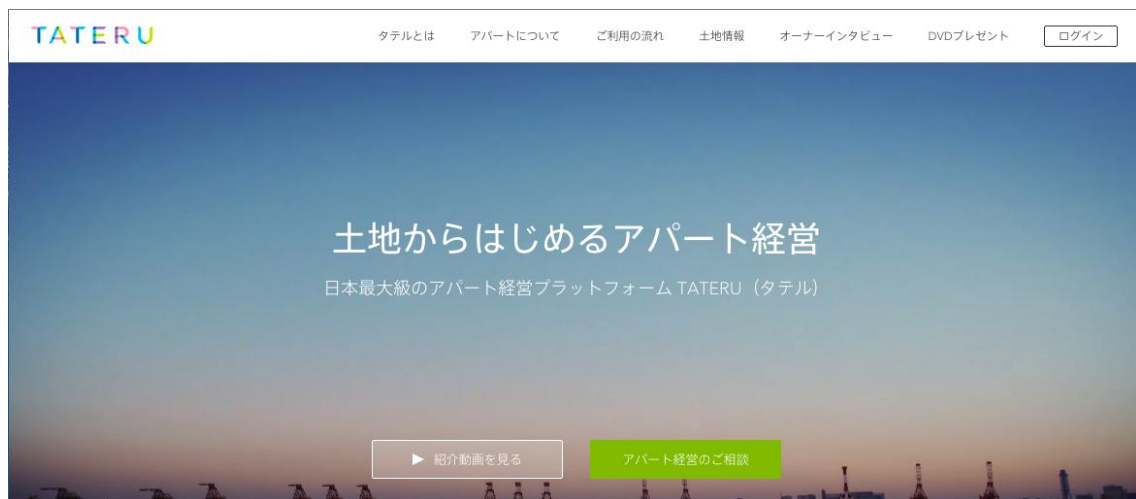 TATERU
タテルとは アパートについて ご利用の流れ 土地情報 オーナーインタビュー DVDプレゼント ログイン
土地からはじめるアパート経営
日本最大級のアパート経営プラットフォーム TATERU（タテル）
▶ 紹介動画を見る アパート経営のご相談